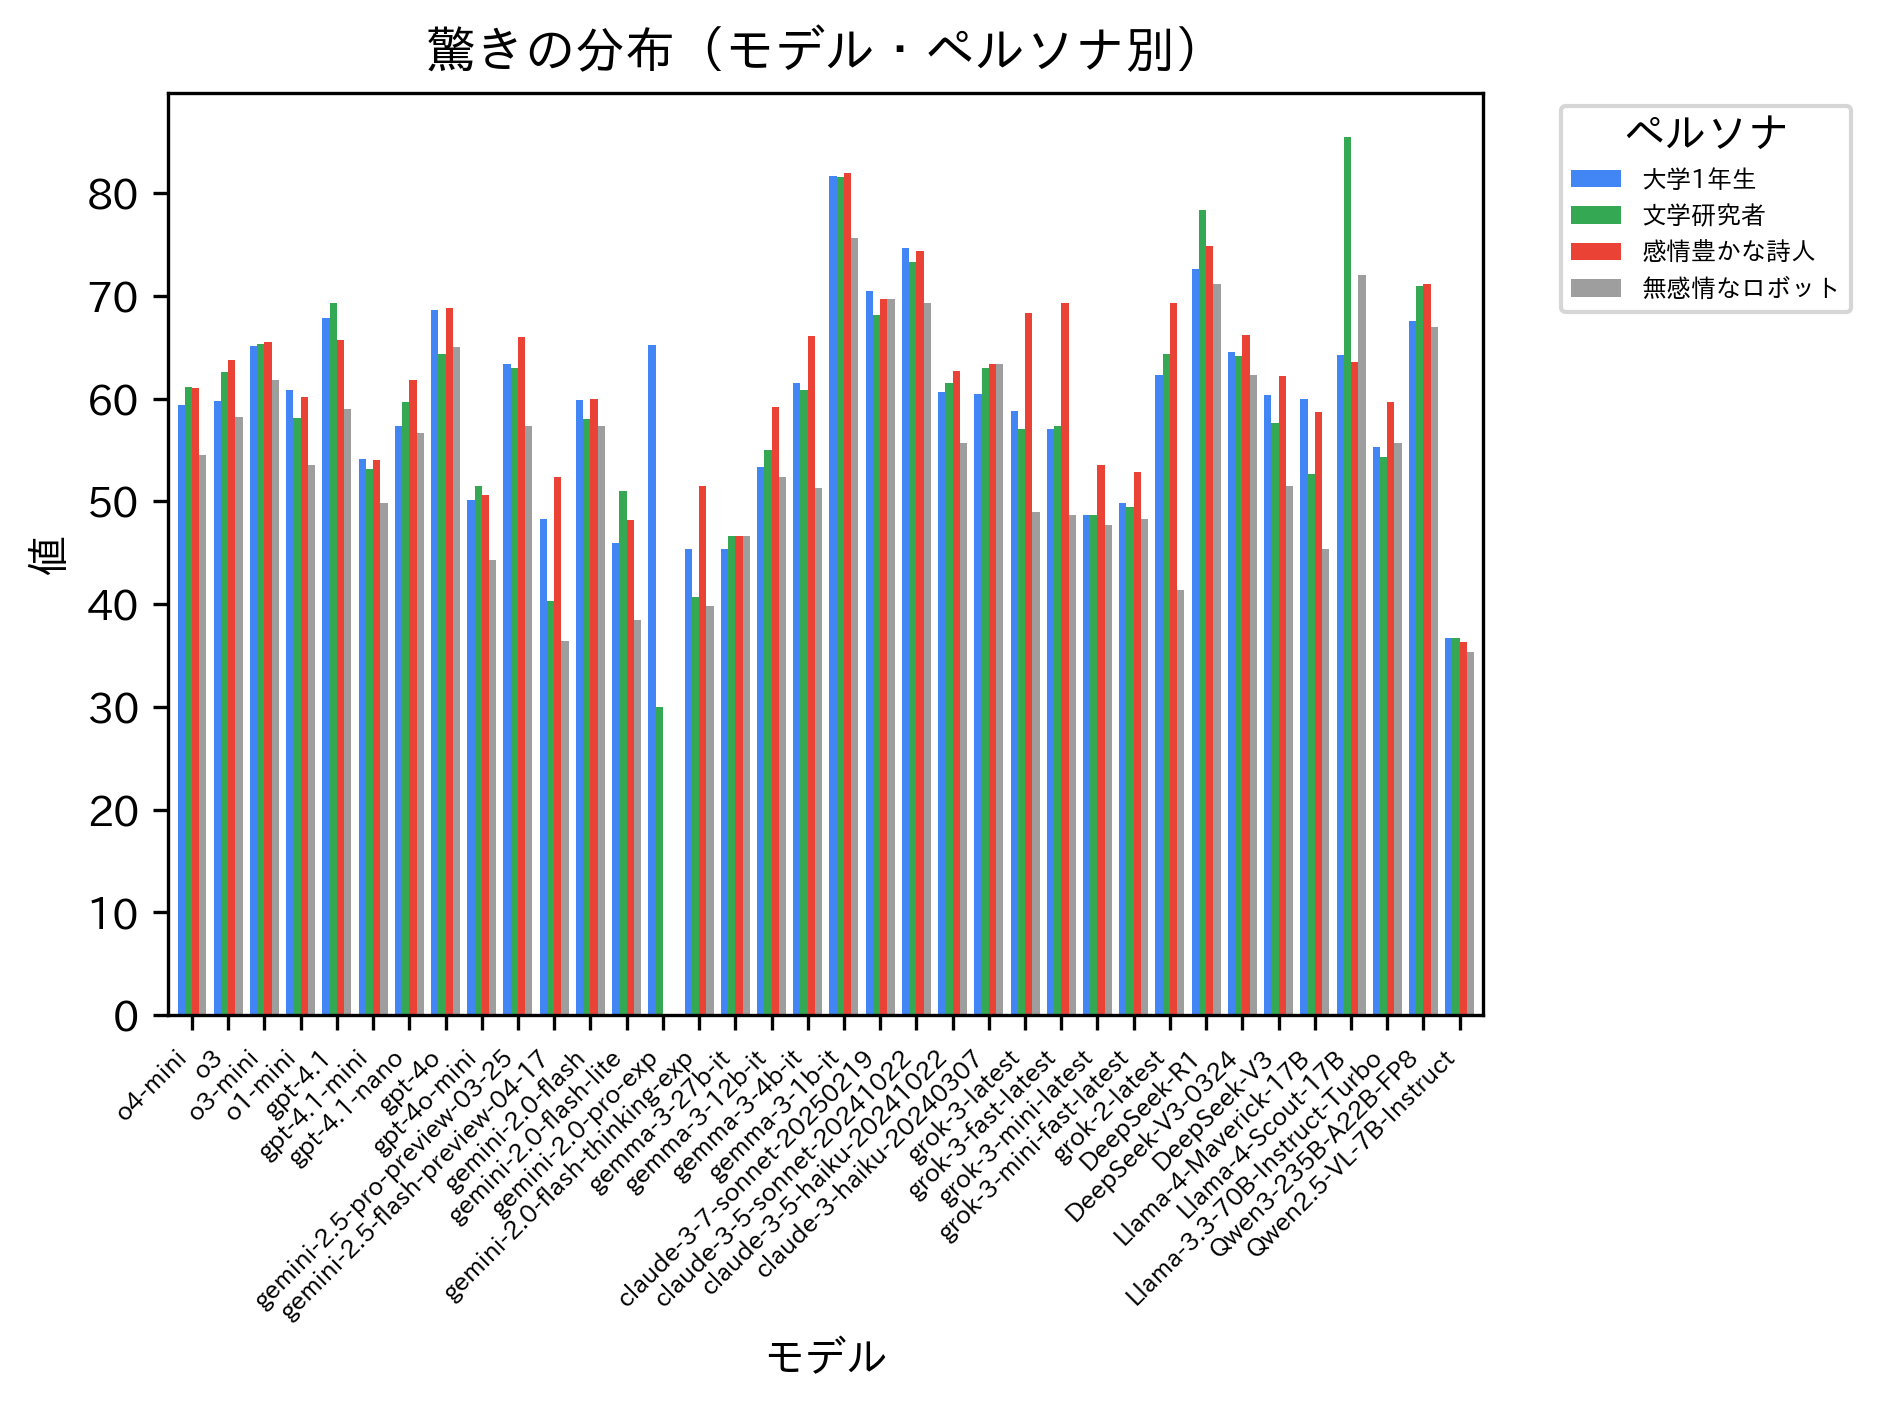 驚きの分布（モデル・ペルソナ別）
ペルソナ
大学1年生
文学研究者
感情豊かな詩人
無感情なロボット
値
80
70
60
50
40
30
20
10
0
o4-mini
o3
o3-mini
o1-mini
gpt-4.1
gpt-4.1-mini
gpt-4.1-nano
gpt-4o
gpt-4o-mini
gemini-2.5-pro-preview-03-25
gemini-2.5-flash-preview-04-17
gemini-2.0-flash
gemini-2.0-flash-lite
gemini-2.0-pro-exp
gemini-2.0-flash-thinking-exp
gemma-3-27b-it
gemma-3-12b-it
gemma-3-4b-it
gemma-3-1b-it
claude-3-7-sonnet-20250219
claude-3-5-sonnet-20241022
claude-3-5-haiku-20241022
claude-3-haiku-20240307
grok-3-latest
grok-3-fast-latest
grok-3-mini-latest
grok-3-mini-fast-latest
grok-2-latest
DeepSeek-R1
DeepSeek-V3-0324
DeepSeek-V3
Llama-4-Maverick-17B
Llama-4-Scout-17B
Llama-3.3-70B-Instruct-Turbo
Qwen3-235B-A22B-FP8
Qwen2.5-VL-7B-Instruct
モデル